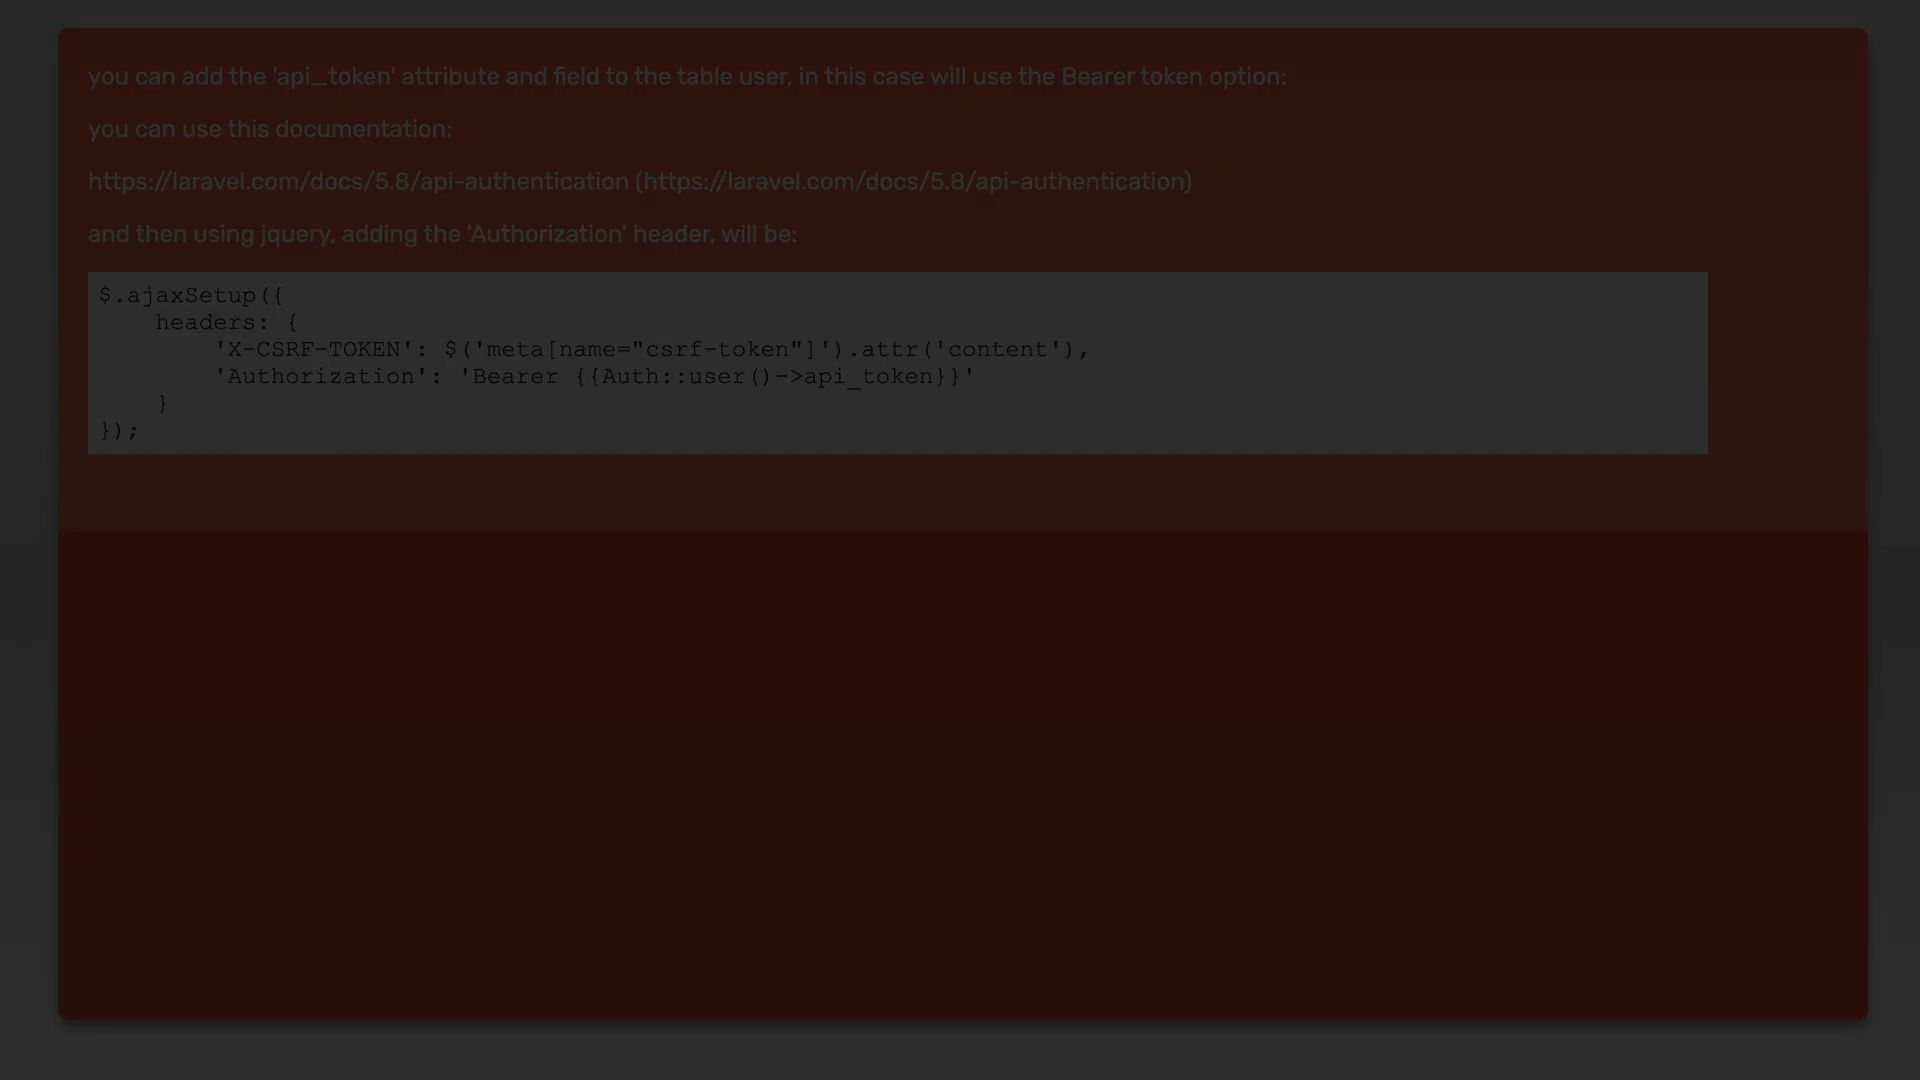 you can add the 'api_token' attribute and field to the table user, in this case will use the Bearer token option:
you can use this documentation:
https://laravel.com/docs/5.8/api-authentication (https://laravel.com/docs/5.8/api-authentication)
and then using jquery, adding the 'Authorization' header, will be:
$.ajaxSetup({
    headers: {
        'X-CSRF-TOKEN': $('meta[name="csrf-token"]').attr('content'),
        'Authorization': 'Bearer {{Auth::user()->api_token}}'
    }
});